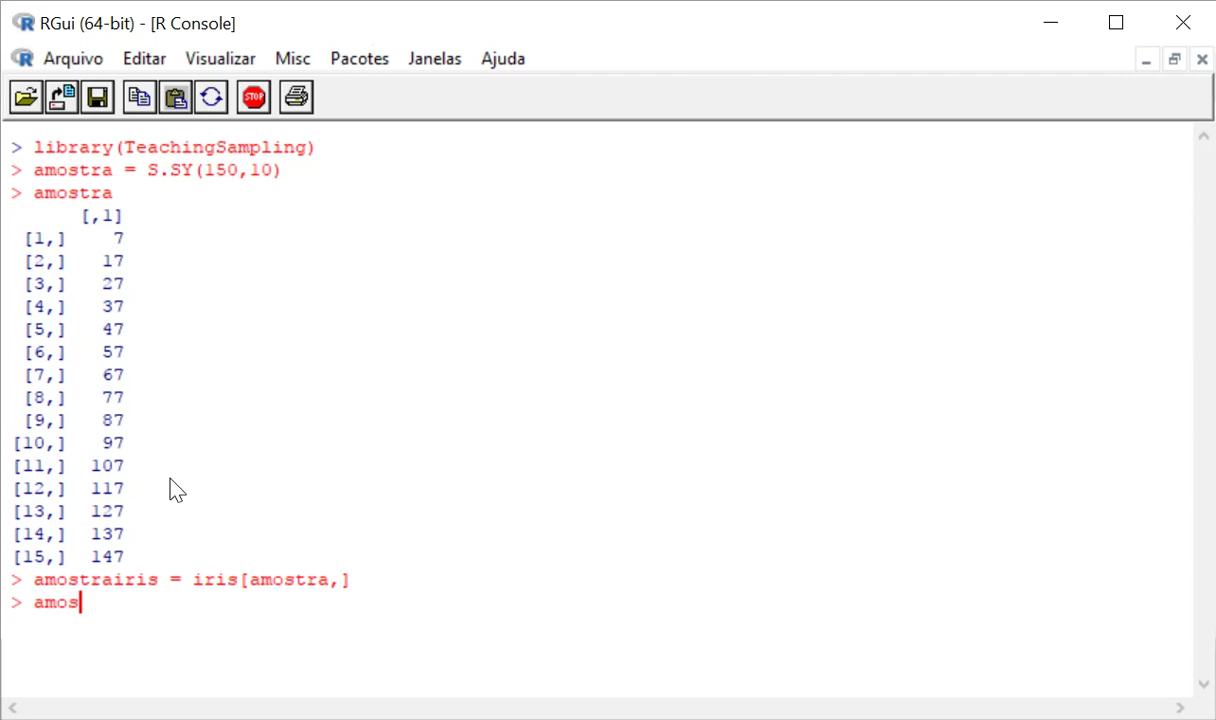 RGui (64-bit) - [R Console]
Arquivo Editar Visualizar Misc Pacotes Janelas Ajuda
STOP
> library(TeachingSampling)
> amostra = S.SY(150,10)
> amostra
      [,1]
 [1,]    7
 [2,]   17
 [3,]   27
 [4,]   37
 [5,]   47
 [6,]   57
 [7,]   67
 [8,]   77
 [9,]   87
[10,]   97
[11,]  107
[12,]  117
[13,]  127
[14,]  137
[15,]  147
> amostrairis = iris[amostra,]
> amos